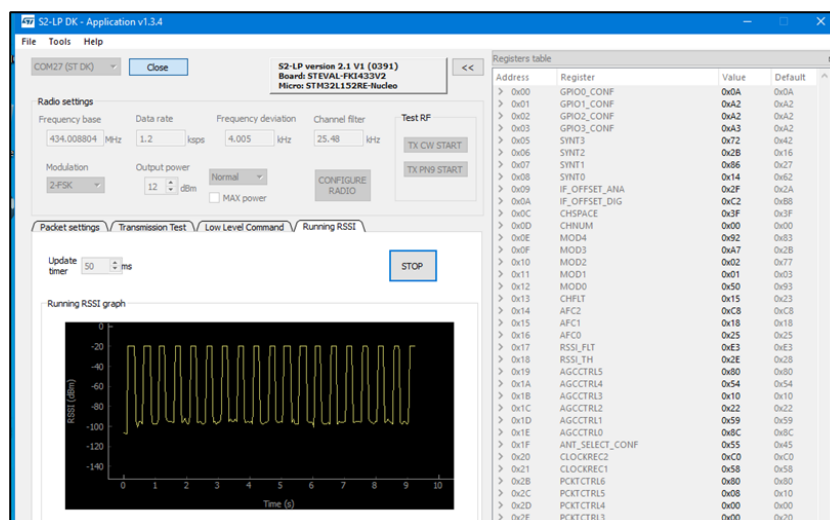 S2-LP DK - Application v1.3.4
File Tools Help
COM27 (ST DK) Close
S2-LP version 2.1 V1 (0391)
Board: STEVAL-FKI433V2
Micro: STM32L152RE-Nucleo
<<
Radio settings
Frequency base Data rate Frequency deviation Channel filter
434.008804 MHz 1.2 ksps 4.005 kHz 25.48 kHz
Modulation Output power
2-FSK 12 dBm Normal
MAX power
CONFIGURE
RADIO
Test RF
TX CW START
TX PN9 START
Packet settings Transmission Test Low Level Command Running RSSI
Update
timer 50 ms
STOP
Running RSSI graph
RSSI (dBm)
0
-20
-40
-60
-80
-100
-120
-140
0 1 2 3 4 5 6 7 8 9 10
Time (s)
Registers table
Address Register Value Default
> 0x00 GPIO0_CONF 0x0A 0x0A
> 0x01 GPIO1_CONF 0xA2 0xA2
> 0x02 GPIO2_CONF 0xA2 0xA2
> 0x03 GPIO3_CONF 0xA3 0xA2
> 0x05 SYNT3 0x72 0x42
> 0x06 SYNT2 0x2B 0x16
> 0x07 SYNT1 0x86 0x27
> 0x08 SYNT0 0x14 0x62
> 0x09 IF_OFFSET_ANA 0x2F 0x2A
> 0x0A IF_OFFSET_DIG 0xC2 0xB8
> 0x0C CHSPACE 0x3F 0x3F
> 0x0D CHNUM 0x00 0x00
> 0x0E MOD4 0x92 0x83
> 0x0F MOD3 0xA7 0x2B
> 0x10 MOD2 0x02 0x77
> 0x11 MOD1 0x01 0x03
> 0x12 MOD0 0x50 0x93
> 0x13 CHFLT 0x15 0x23
> 0x14 AFC2 0xC8 0xC8
> 0x15 AFC1 0x18 0x18
> 0x16 AFC0 0x25 0x25
> 0x17 RSSI_FLT 0xE3 0xE3
> 0x18 RSSI_TH 0x2E 0x28
> 0x19 AGCCTRL5 0x80 0x80
> 0x1A AGCCTRL4 0x54 0x54
> 0x1B AGCCTRL3 0x10 0x10
> 0x1C AGCCTRL2 0x22 0x22
> 0x1D AGCCTRL1 0x59 0x59
> 0x1E AGCCTRL0 0x8C 0x8C
> 0x1F ANT_SELECT_CONF 0x55 0x45
> 0x20 CLOCKREC2 0xC0 0xC0
> 0x21 CLOCKREC1 0x58 0x58
> 0x2B PCKTCTRL6 0x80 0x80
> 0x2C PCKTCTRL5 0x08 0x10
> 0x2D PCKTCTRL4 0x00 0x00
> 0x2E PCKTCTRL3 0x00 0x20